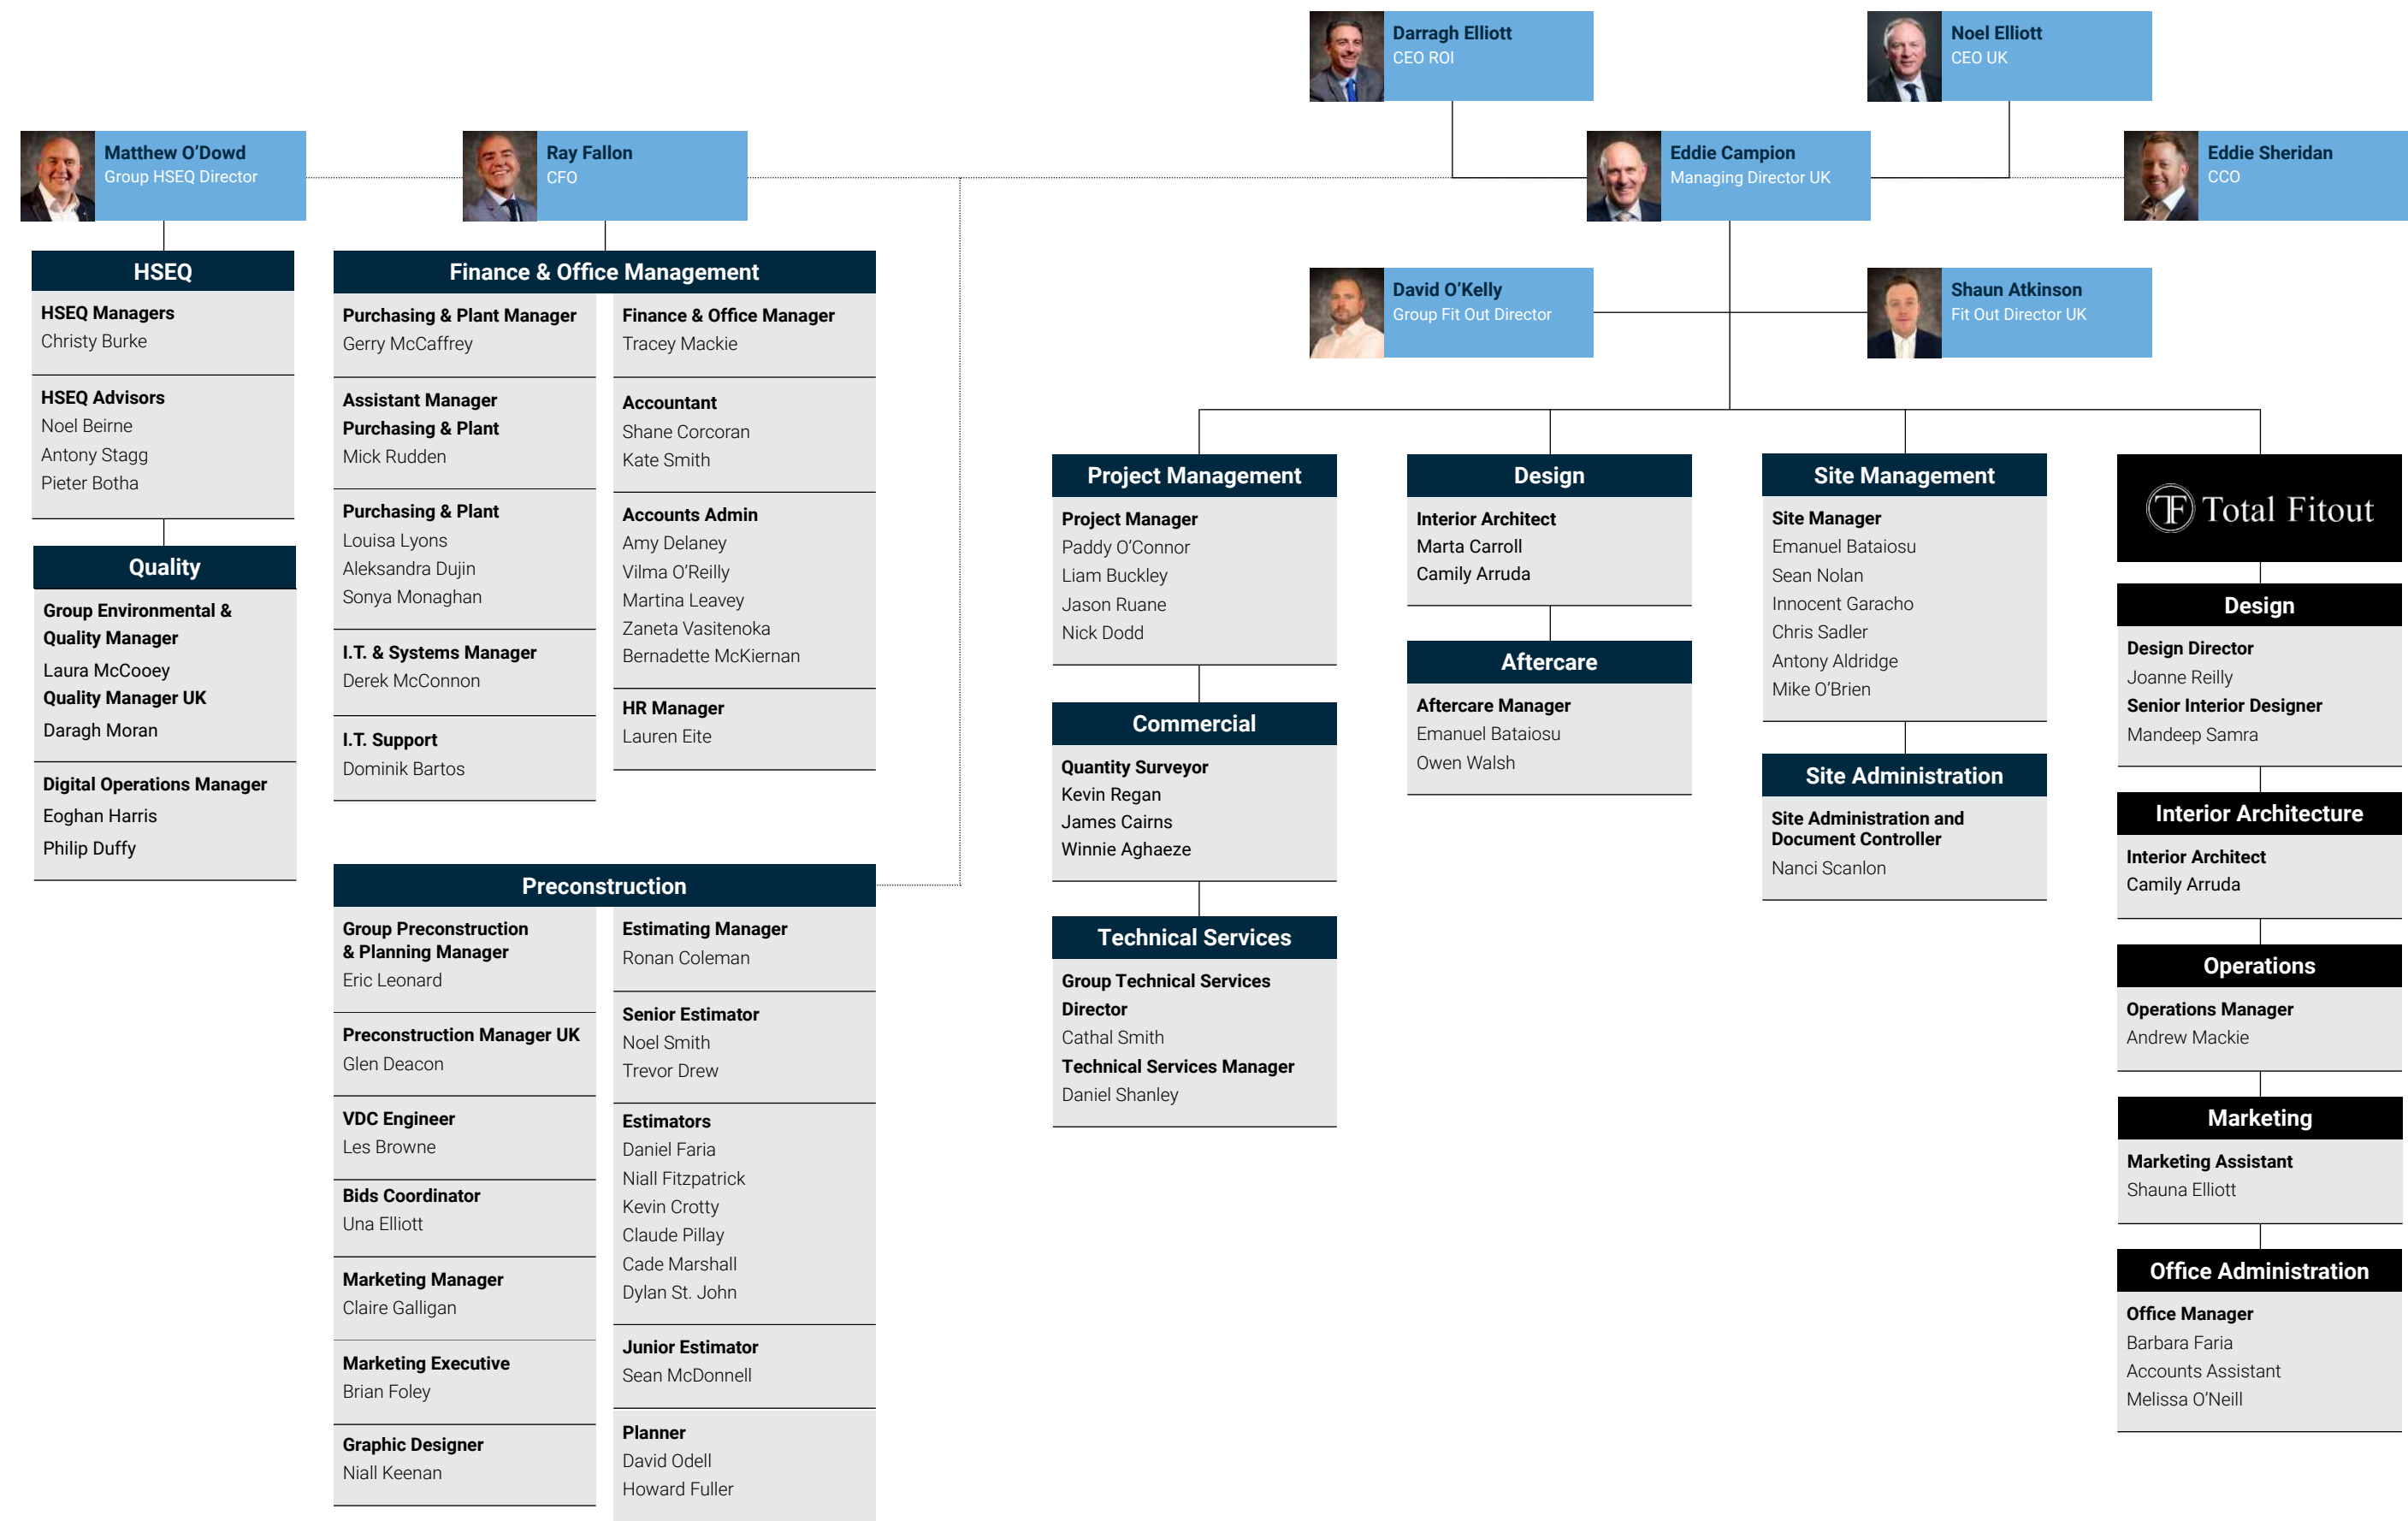 Darragh Elliott
CEO ROI
Noel Elliott
CEO UK
Matthew O’Dowd
Group HSEQ Director
Ray Fallon
CFO
Eddie Campion
Managing Director UK
Eddie Sheridan
CCO
David O’Kelly
Group Fit Out Director
Shaun Atkinson
Fit Out Director UK
HSEQ
HSEQ Managers
Christy Burke
HSEQ Advisors
Noel Beirne
Antony Stagg
Pieter Botha
Quality
Group Environmental &
Quality Manager
Laura McCooey
Quality Manager UK
Daragh Moran
Digital Operations Manager
Eoghan Harris
Philip Duffy
Finance & Office Management
Purchasing & Plant Manager
Gerry McCaffrey
Assistant Manager
Purchasing & Plant
Mick Rudden
Purchasing & Plant
Louisa Lyons
Aleksandra Dujin
Sonya Monaghan
I.T. & Systems Manager
Derek McConnon
I.T. Support
Dominik Bartos
Finance & Office Manager
Tracey Mackie
Accountant
Shane Corcoran
Kate Smith
Accounts Admin
Amy Delaney
Vilma O’Reilly
Martina Leavey
Zaneta Vasitenoka
Bernadette McKiernan
HR Manager
Lauren Eite
Preconstruction
Group Preconstruction
& Planning Manager
Eric Leonard
Preconstruction Manager UK
Glen Deacon
VDC Engineer
Les Browne
Bids Coordinator
Una Elliott
Marketing Manager
Claire Galligan
Marketing Executive
Brian Foley
Graphic Designer
Niall Keenan
Estimating Manager
Ronan Coleman
Senior Estimator
Noel Smith
Trevor Drew
Estimators
Daniel Faria
Niall Fitzpatrick
Kevin Crotty
Claude Pillay
Cade Marshall
Dylan St. John
Junior Estimator
Sean McDonnell
Planner
David Odell
Howard Fuller
Project Management
Project Manager
Paddy O’Connor
Liam Buckley
Jason Ruane
Nick Dodd
Commercial
Quantity Surveyor
Kevin Regan
James Cairns
Winnie Aghaeze
Technical Services
Group Technical Services
Director
Cathal Smith
Technical Services Manager
Daniel Shanley
Design
Interior Architect
Marta Carroll
Camily Arruda
Aftercare
Aftercare Manager
Emanuel Bataiosu
Owen Walsh
Site Management
Site Manager
Emanuel Bataiosu
Sean Nolan
Innocent Garacho
Chris Sadler
Antony Aldridge
Mike O’Brien
Site Administration
Site Administration and
Document Controller
Nanci Scanlon
TF Total Fitout
Design
Design Director
Joanne Reilly
Senior Interior Designer
Mandeep Samra
Interior Architecture
Interior Architect
Camily Arruda
Operations
Operations Manager
Andrew Mackie
Marketing
Marketing Assistant
Shauna Elliott
Office Administration
Office Manager
Barbara Faria
Accounts Assistant
Melissa O’Neill